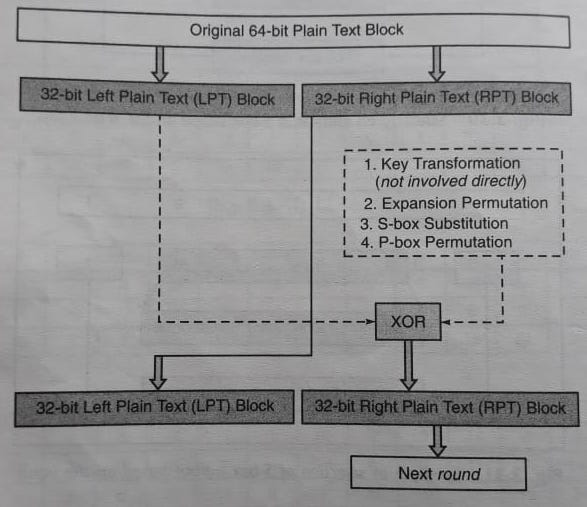 Original 64-bit Plain Text Block
32-bit Left Plain Text (LPT) Block
32-bit Right Plain Text (RPT) Block
1. Key Transformation
(not involved directly)
2. Expansion Permutation
3. S-box Substitution
4. P-box Permutation
XOR
32-bit Left Plain Text (LPT) Block
32-bit Right Plain Text (RPT) Block
Next round